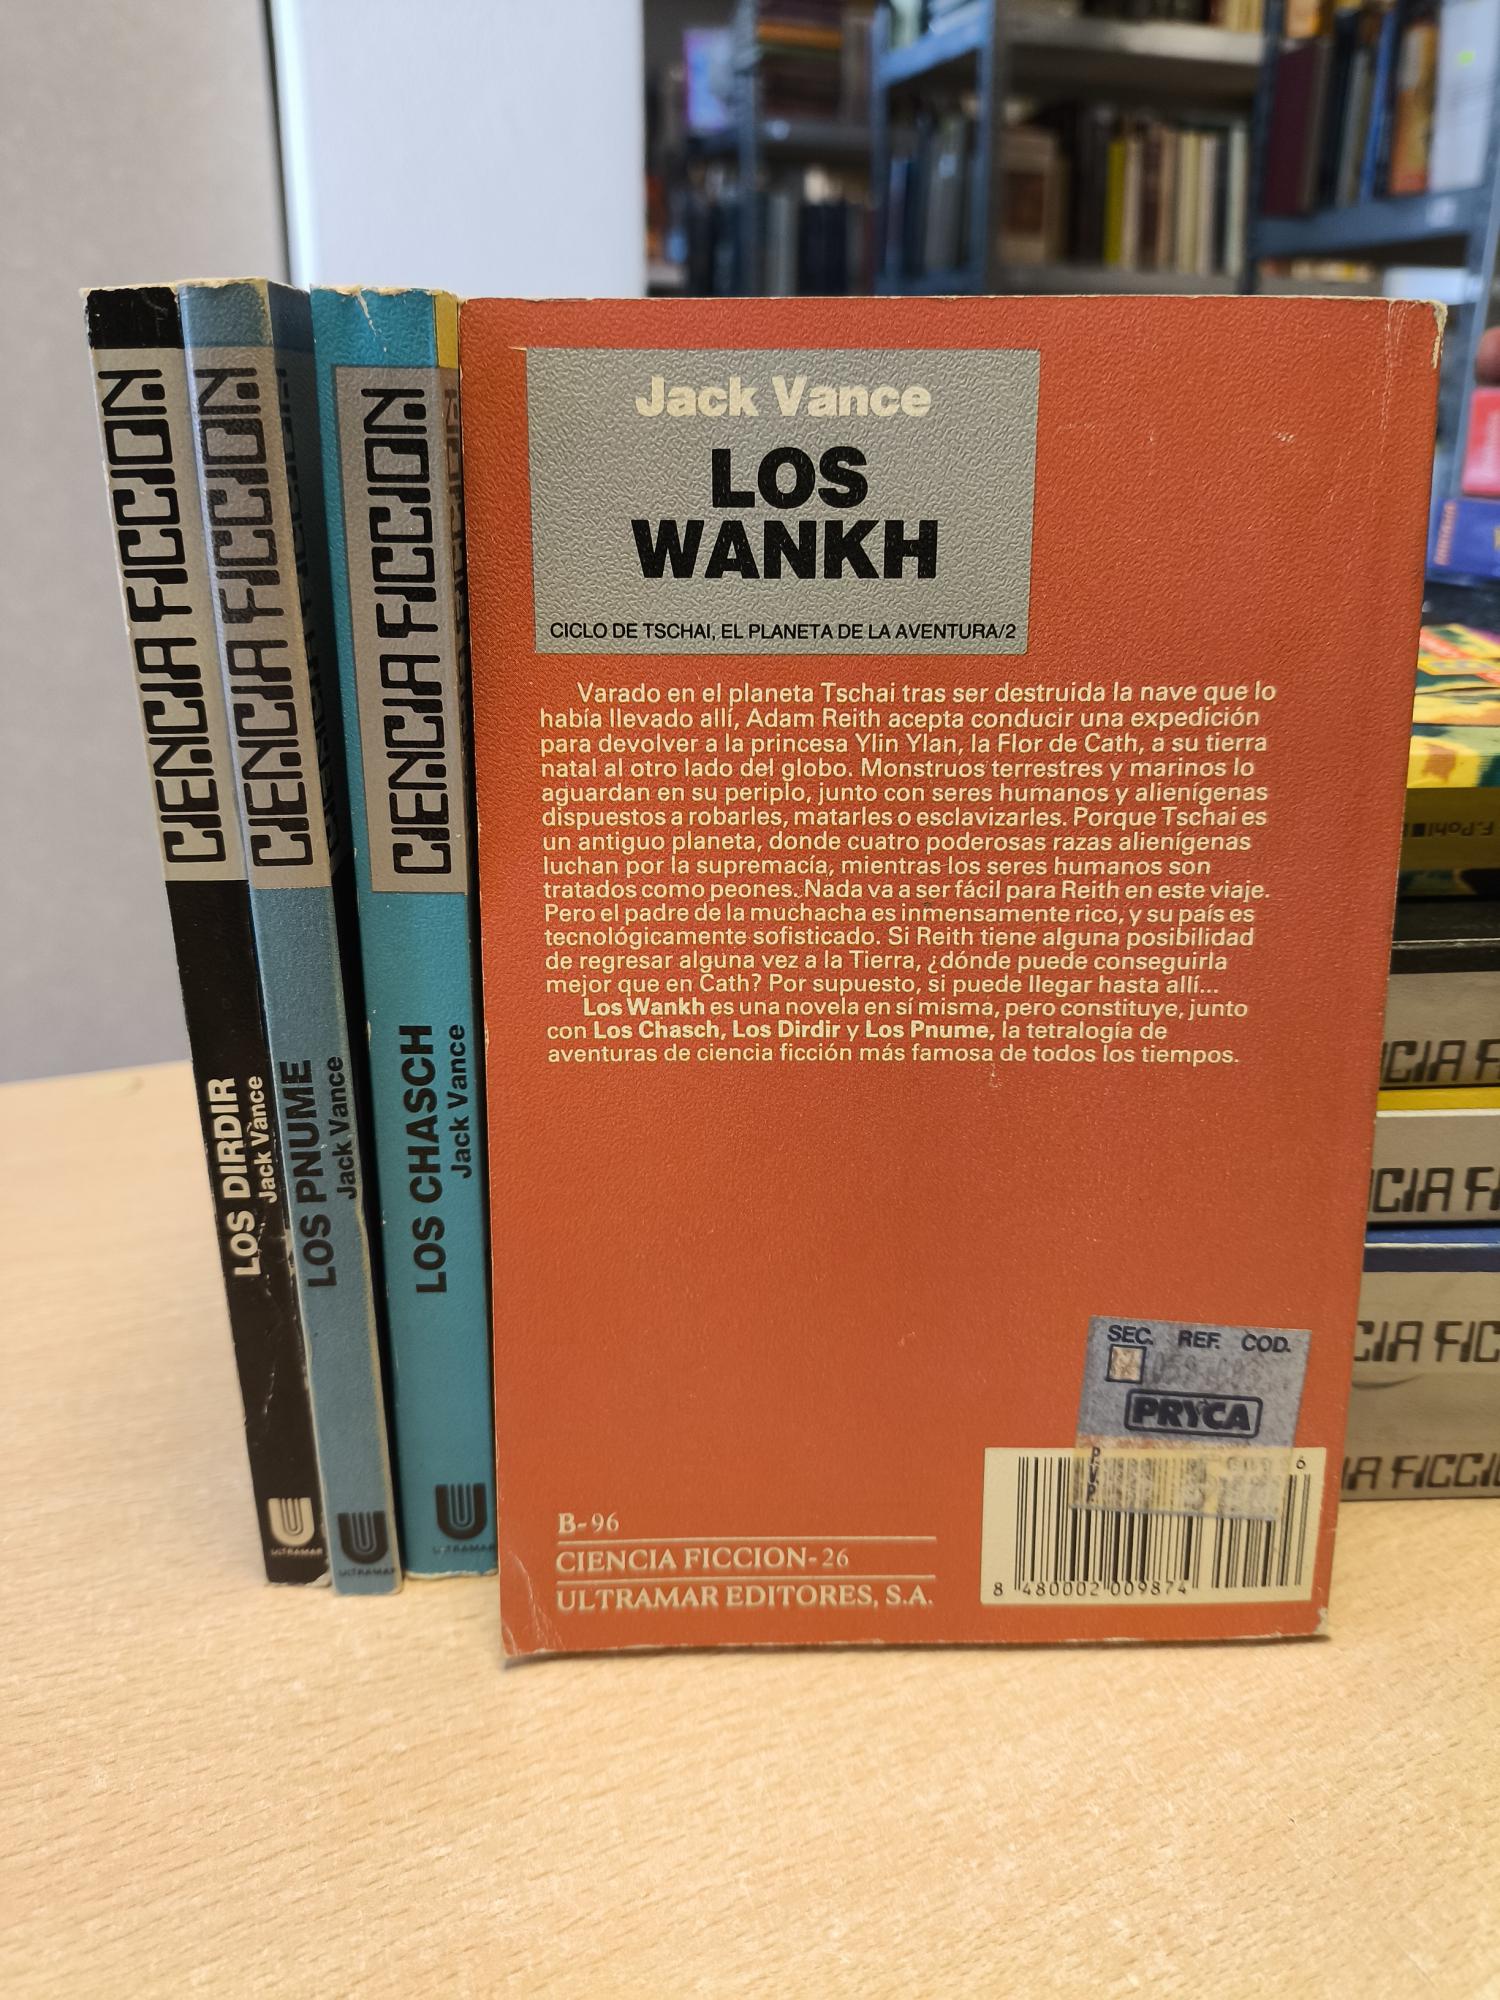 CIENCIA FICCION
LOS DIRDIR
Jack Vance
ULTRAMAR
CIENCIA FICCION
LOS PNUME
Jack Vance
ULTRAMAR
CIENCIA FICCION
LOS CHASCH
Jack Vance
ULTRAMAR
Jack Vance
LOS
WANKH
CICLO DE TSCHAI, EL PLANETA DE LA AVENTURA/2
Varado en el planeta Tschai tras ser destruida la nave que lo
había llevado allí, Adam Reith acepta conducir una expedición
para devolver a la princesa Ylin Ylan, la Flor de Cath, a su tierra
natal al otro lado del globo. Monstruos terrestres y marinos lo
aguardan en su periplo, junto con seres humanos y alienígenas
dispuestos a robarles, matarles o esclavizarles. Porque Tschai es
un antiguo planeta, donde cuatro poderosas razas alienígenas
luchan por la supremacía, mientras los seres humanos son
tratados como peones. Nada va a ser fácil para Reith en este viaje.
Pero el padre de la muchacha es inmensamente rico, y su país es
tecnológicamente sofisticado. Si Reith tiene alguna posibilidad
de regresar alguna vez a la Tierra, ¿dónde puede conseguirla
mejor que en Cath? Por supuesto, si puede llegar hasta allí...
Los Wankh es una novela en sí misma, pero constituye, junto
con Los Chasch, Los Dirdir y Los Pnume, la tetralogía de
aventuras de ciencia ficción más famosa de todos los tiempos.
SEC. REF. COD.
PRYCA
P.V.P.
B-96
CIENCIA FICCION-26
ULTRAMAR EDITORES, S.A.
8 480002 009874
F. Pohl
CIA F
CIA F
CIA FIC
IA FICCI